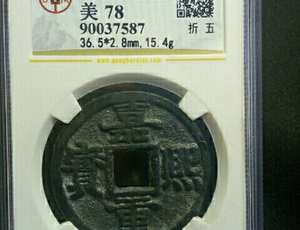 美 78
90037587
折五
36.5*2.8mm, 15.4g
嘉
寶 熙
重